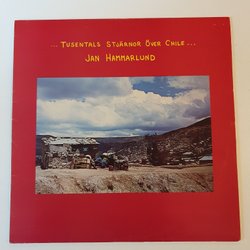 ... TUSENTALS STJÄRNOR ÖVER CHILE ...
JAN HAMMARLUND